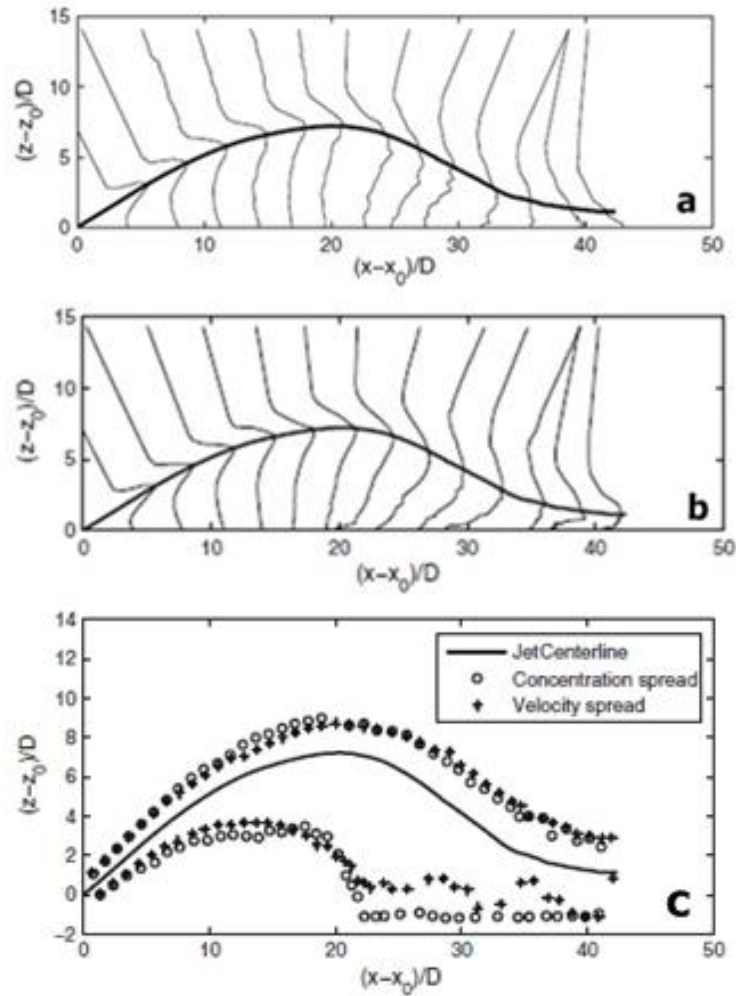 15
10
5
0
(z−z₀)/D
0 10 20 30 40 50
(x−x₀)/D
a
15
10
5
0
(z−z₀)/D
0 10 20 30 40 50
(x−x₀)/D
b
14
12
10
8
6
4
2
0
−2
(z−z₀)/D
JetCenterline
Concentration spread
Velocity spread
0 10 20 30 40 50
(x−x₀)/D
C